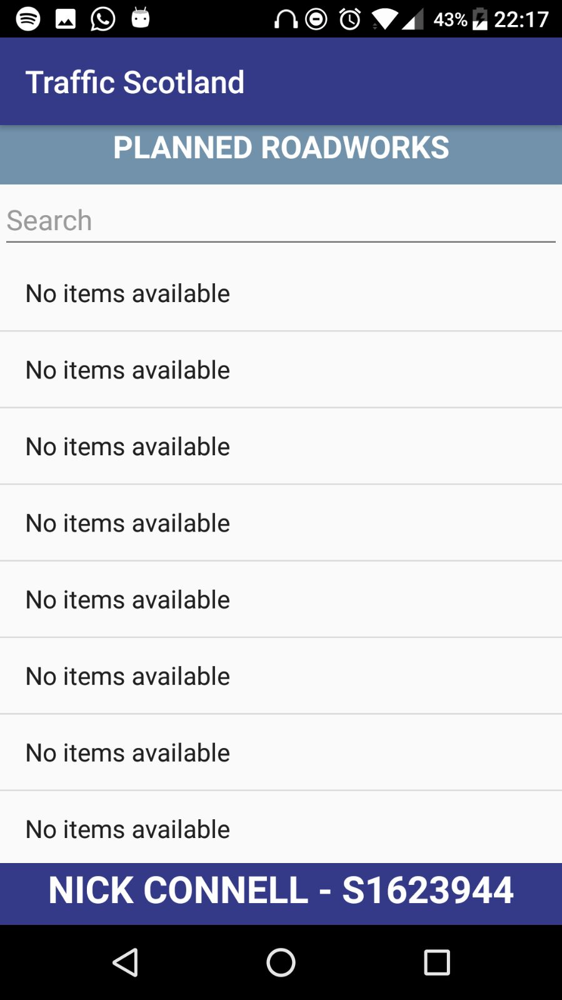 43% 22:17
Traffic Scotland
PLANNED ROADWORKS
Search
No items available
No items available
No items available
No items available
No items available
No items available
No items available
No items available
NICK CONNELL - S1623944